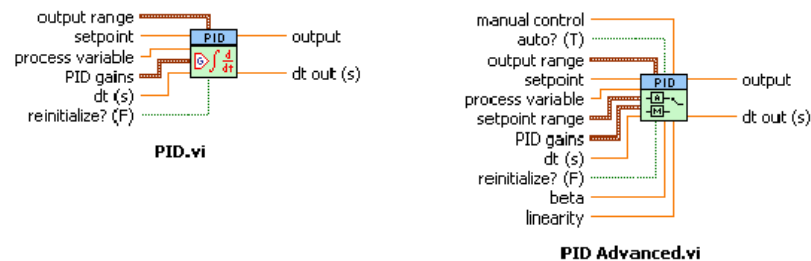 output range
setpoint
process variable
PID gains
dt (s)
reinitialize? (F)
PID
G ∫ d/dt
output
dt out (s)
PID.vi
manual control
auto? (T)
output range
setpoint
process variable
setpoint range
PID gains
dt (s)
reinitialize? (F)
beta
linearity
PID
A
M
output
dt out (s)
PID Advanced.vi